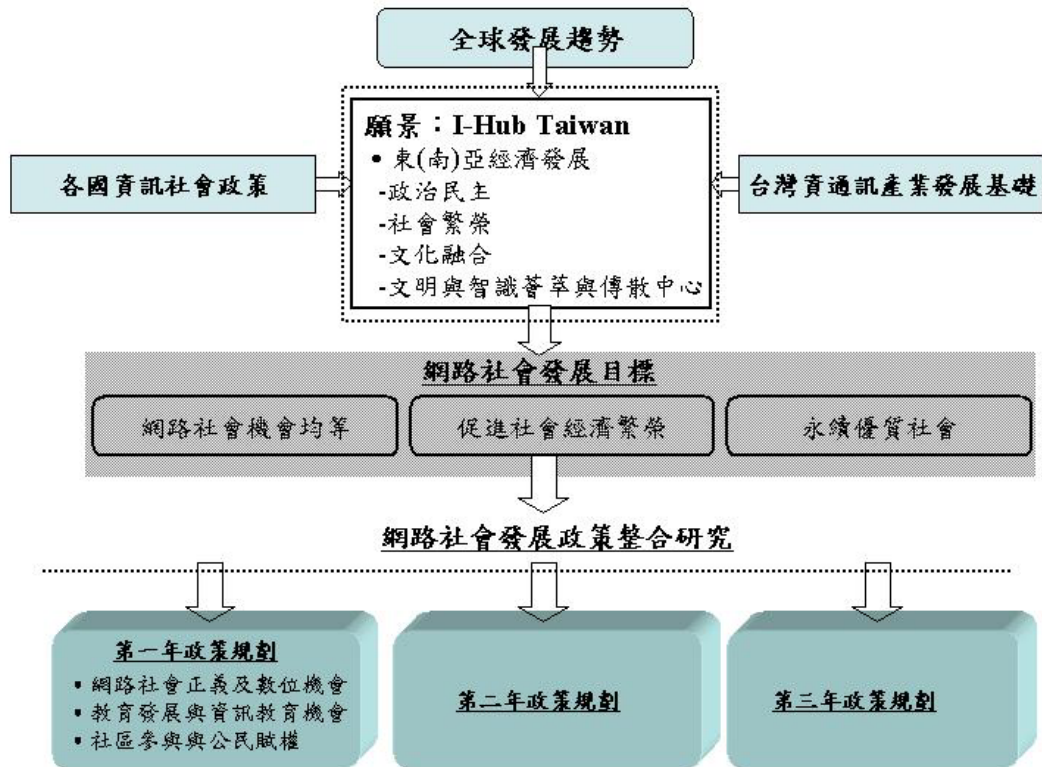 全球發展趨勢
願景：I-Hub Taiwan
• 東(南)亞經濟發展
-政治民主
-社會繁榮
-文化融合
-文明與智識薈萃與傳散中心
各國資訊社會政策
台灣資通訊產業發展基礎
網路社會發展目標
網路社會機會均等
促進社會經濟繁榮
永續優質社會
網路社會發展政策整合研究
第一年政策規劃
• 網路社會正義及數位機會
• 教育發展與資訊教育機會
• 社區參與與公民賦權
第二年政策規劃
第三年政策規劃